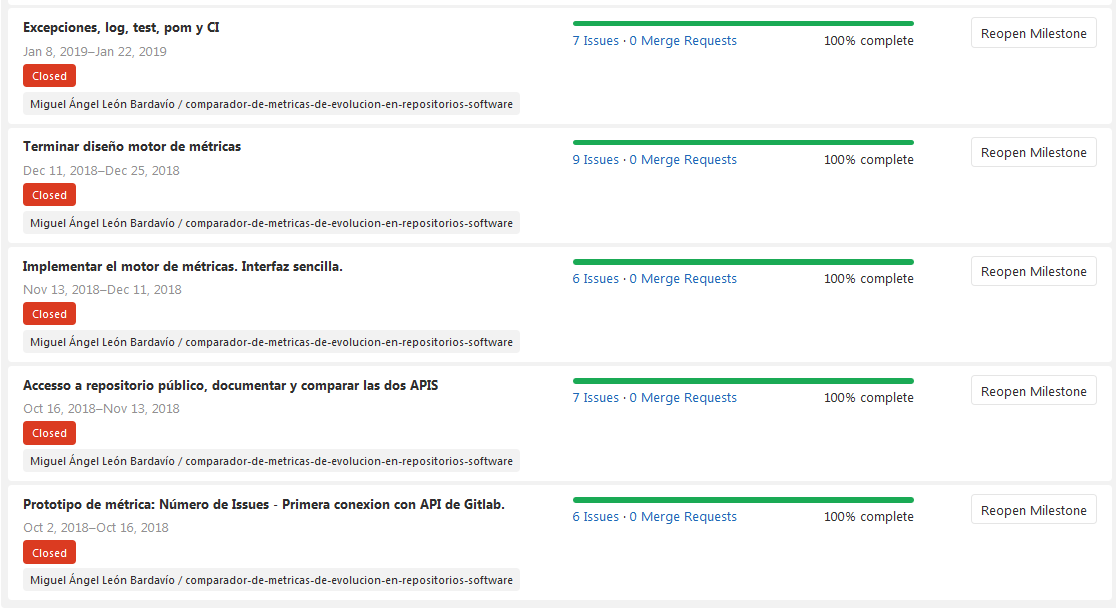 Excepciones, log, test, pom y CI
Jan 8, 2019–Jan 22, 2019
Closed
Miguel Ángel León Bardavío / comparador-de-metricas-de-evolucion-en-repositorios-software
7 Issues · 0 Merge Requests 100% complete
Reopen Milestone
Terminar diseño motor de métricas
Dec 11, 2018–Dec 25, 2018
Closed
Miguel Ángel León Bardavío / comparador-de-metricas-de-evolucion-en-repositorios-software
9 Issues · 0 Merge Requests 100% complete
Reopen Milestone
Implementar el motor de métricas. Interfaz sencilla.
Nov 13, 2018–Dec 11, 2018
Closed
Miguel Ángel León Bardavío / comparador-de-metricas-de-evolucion-en-repositorios-software
6 Issues · 0 Merge Requests 100% complete
Reopen Milestone
Accesso a repositorio público, documentar y comparar las dos APIS
Oct 16, 2018–Nov 13, 2018
Closed
Miguel Ángel León Bardavío / comparador-de-metricas-de-evolucion-en-repositorios-software
7 Issues · 0 Merge Requests 100% complete
Reopen Milestone
Prototipo de métrica: Número de Issues - Primera conexion con API de Gitlab.
Oct 2, 2018–Oct 16, 2018
Closed
Miguel Ángel León Bardavío / comparador-de-metricas-de-evolucion-en-repositorios-software
6 Issues · 0 Merge Requests 100% complete
Reopen Milestone